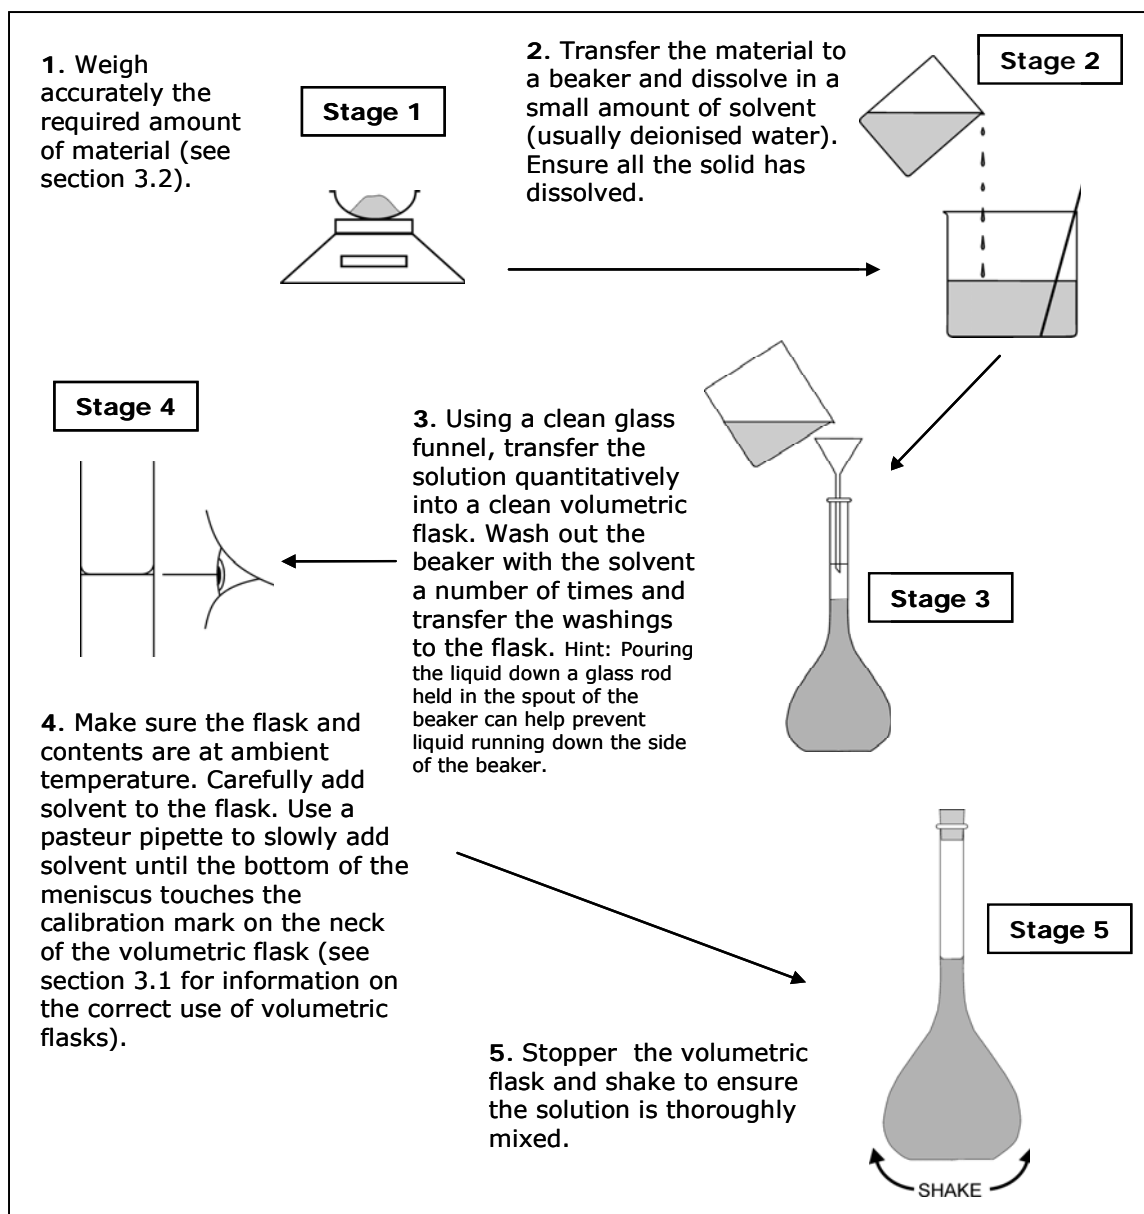 1. Weigh
accurately the
required amount
of material (see
section 3.2).
Stage 1
2. Transfer the material to
a beaker and dissolve in a
small amount of solvent
(usually deionised water).
Ensure all the solid has
dissolved.
Stage 2
3. Using a clean glass
funnel, transfer the
solution quantitatively
into a clean volumetric
flask. Wash out the
beaker with the solvent
a number of times and
transfer the washings
to the flask. Hint: Pouring
the liquid down a glass rod
held in the spout of the
beaker can help prevent
liquid running down the side
of the beaker.
Stage 3
Stage 4
4. Make sure the flask and
contents are at ambient
temperature. Carefully add
solvent to the flask. Use a
pasteur pipette to slowly add
solvent until the bottom of the
meniscus touches the
calibration mark on the neck
of the volumetric flask (see
section 3.1 for information on
the correct use of volumetric
flasks).
5. Stopper the volumetric
flask and shake to ensure
the solution is thoroughly
mixed.
Stage 5
SHAKE